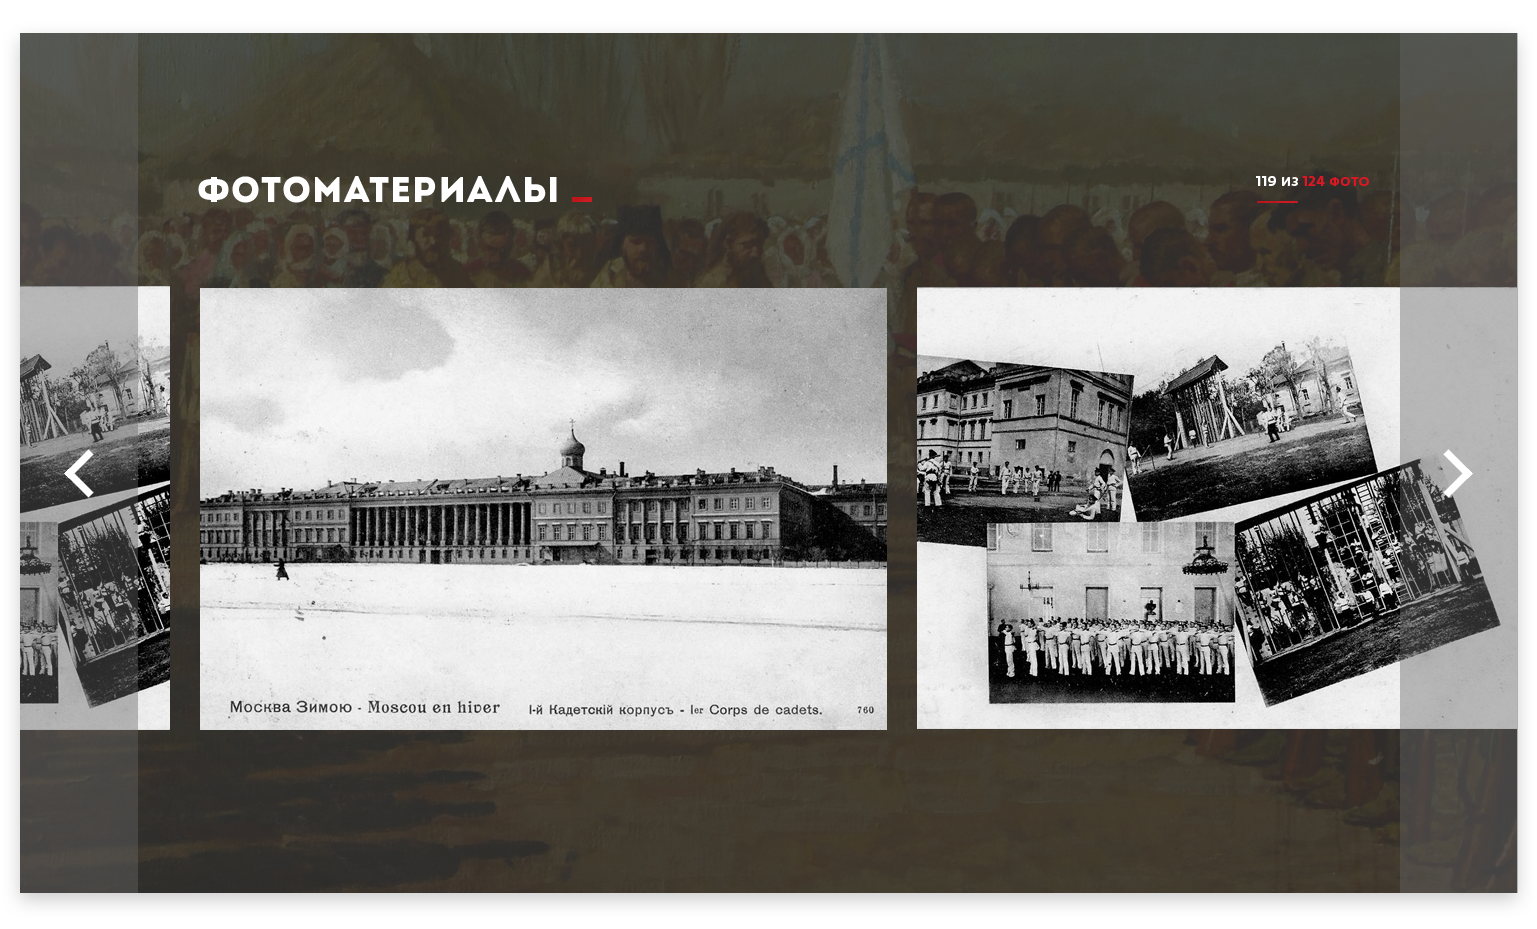 ФОТОМАТЕРИАЛЫ _
119 ИЗ 124 ФОТО
Москва Зимою - Moscou en hiver
I-й Кадетскій корпусъ - Ier Corps de cadets.
760